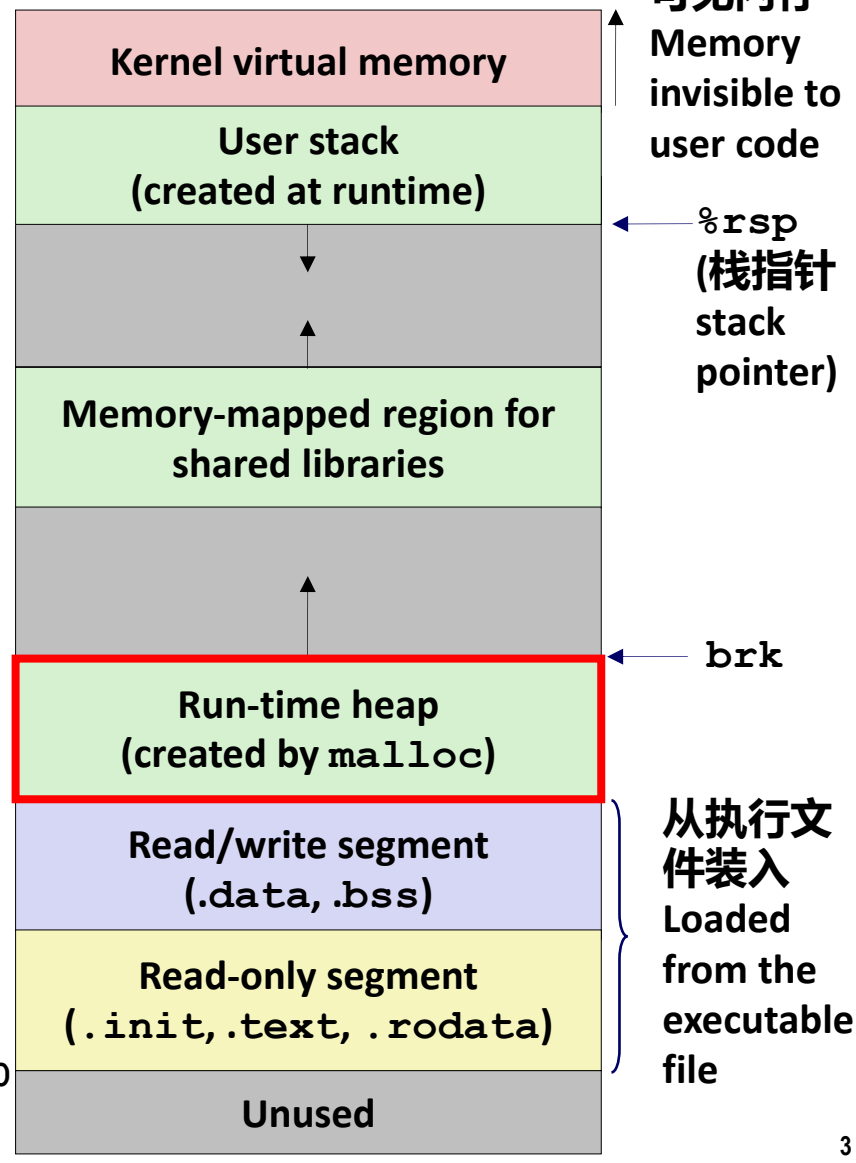 Kernel virtual memory
Memory
invisible to
user code
User stack
(created at runtime)
%rsp
(栈指针
stack
pointer)
Memory-mapped region for
shared libraries
brk
Run-time heap
(created by malloc)
Read/write segment
(.data, .bss)
Read-only segment
(.init, .text, .rodata)
从执行文
件装入
Loaded
from the
executable
file
0
Unused
3